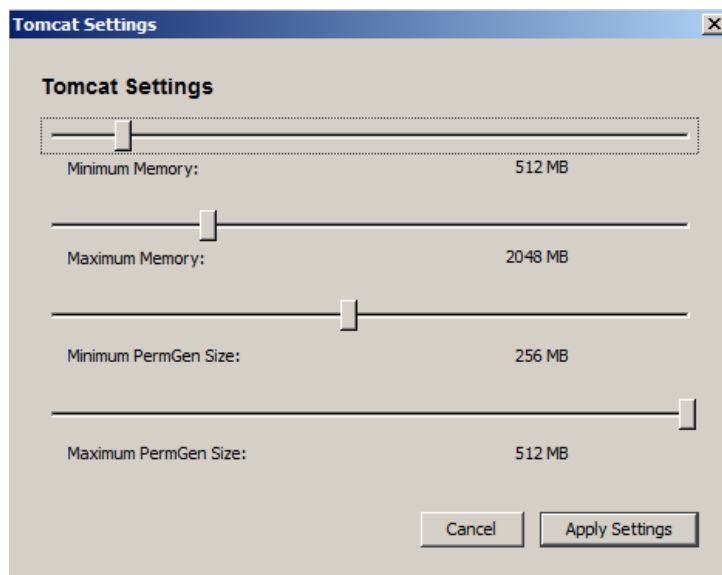 Tomcat Settings
Tomcat Settings
Minimum Memory: 512 MB
Maximum Memory: 2048 MB
Minimum PermGen Size: 256 MB
Maximum PermGen Size: 512 MB
Cancel Apply Settings